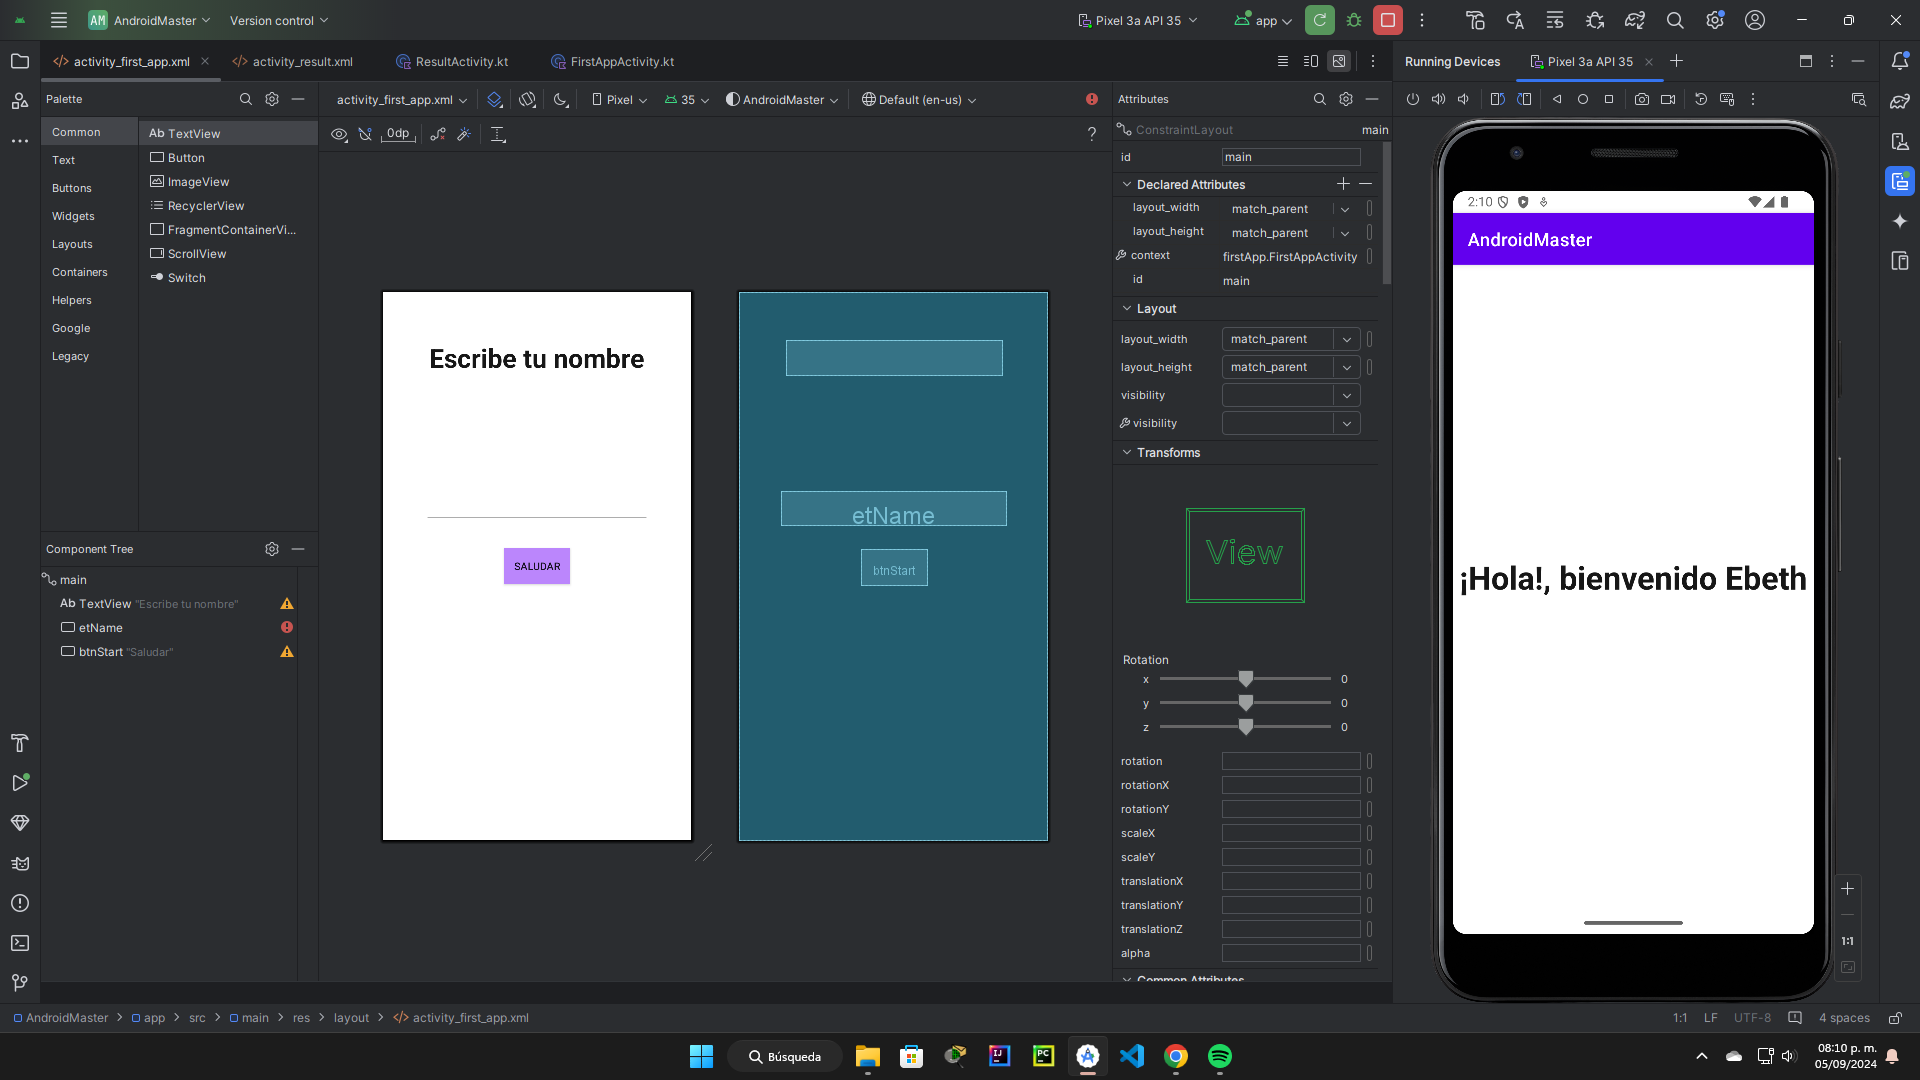 AM AndroidMaster Version control Pixel 3a API 35 app
activity_first_app.xml activity_result.xml ResultActivity.kt FirstAppActivity.kt
Running Devices Pixel 3a API 35
Palette
Common
Text
Buttons
Widgets
Layouts
Containers
Helpers
Google
Legacy
Ab TextView
Button
ImageView
RecyclerView
FragmentContainerVi...
ScrollView
Switch
activity_first_app.xml Pixel 35 AndroidMaster Default (en-us)
0dp ?
Escribe tu nombre
SALUDAR
etName
btnStart
Component Tree
main
Ab TextView "Escribe tu nombre"
etName
btnStart "Saludar"
Attributes
ConstraintLayout main
id main
Declared Attributes
layout_width match_parent
layout_height match_parent
context firstApp.FirstAppActivity
id main
Layout
layout_width match_parent
layout_height match_parent
visibility
visibility
Transforms
View
Rotation
x 0
y 0
z 0
rotation
rotationX
rotationY
scaleX
scaleY
translationX
translationY
translationZ
alpha
Common Attributes
2:10
AndroidMaster
¡Hola!, bienvenido Ebeth
1:1
AndroidMaster > app > src > main > res > layout > activity_first_app.xml
1:1 LF UTF-8 4 spaces
Búsqueda
IJ
PC
08:10 p. m.
05/09/2024